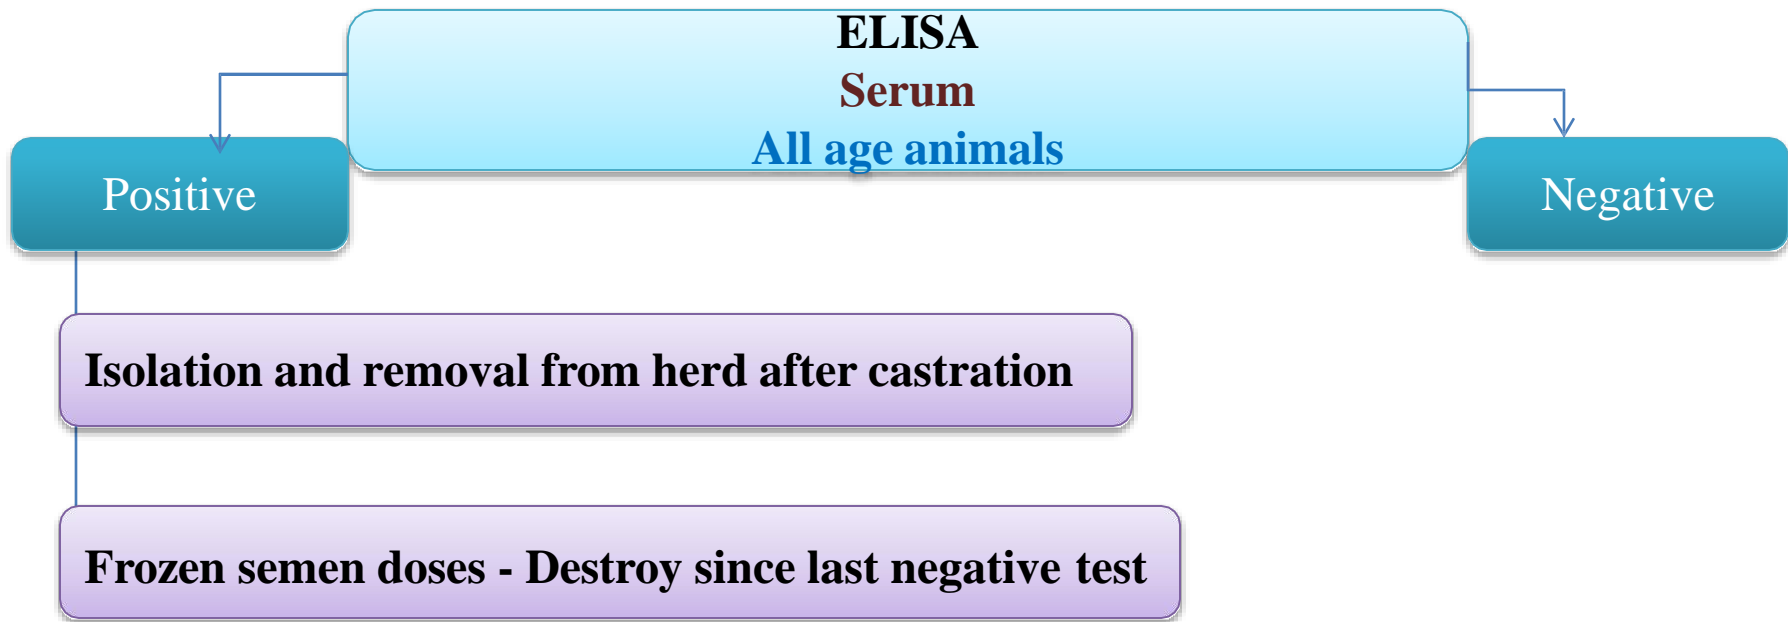 ELISA
Serum
All age animals
Positive
Negative
Isolation and removal from herd after castration
Frozen semen doses - Destroy since last negative test